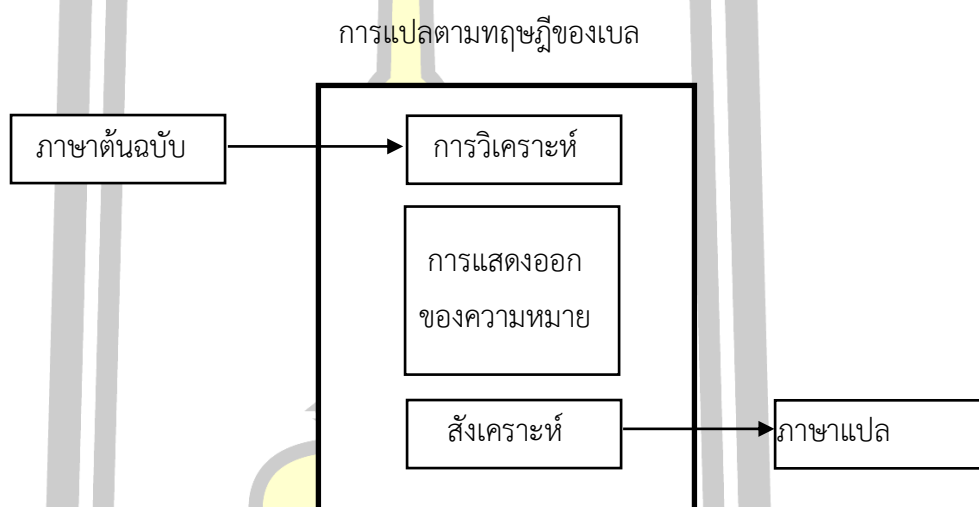 การแปลตามทฤษฎีของเบล
ภาษาต้นฉบับ
การวิเคราะห์
การแสดงออก
ของความหมาย
สังเคราะห์
ภาษาแปล